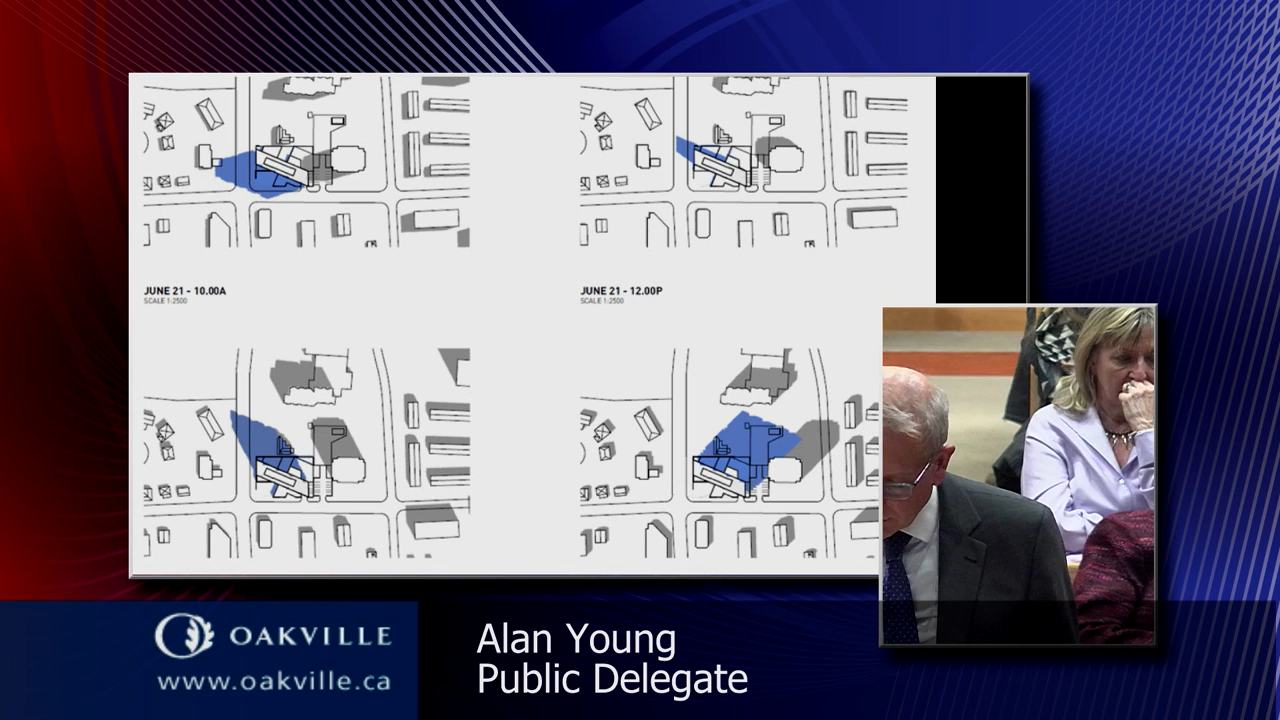 JUNE 21 - 10.00A
SCALE 1:2500
JUNE 21 - 12.00P
SCALE 1:2500
OAKVILLE
www.oakville.ca
Alan Young
Public Delegate